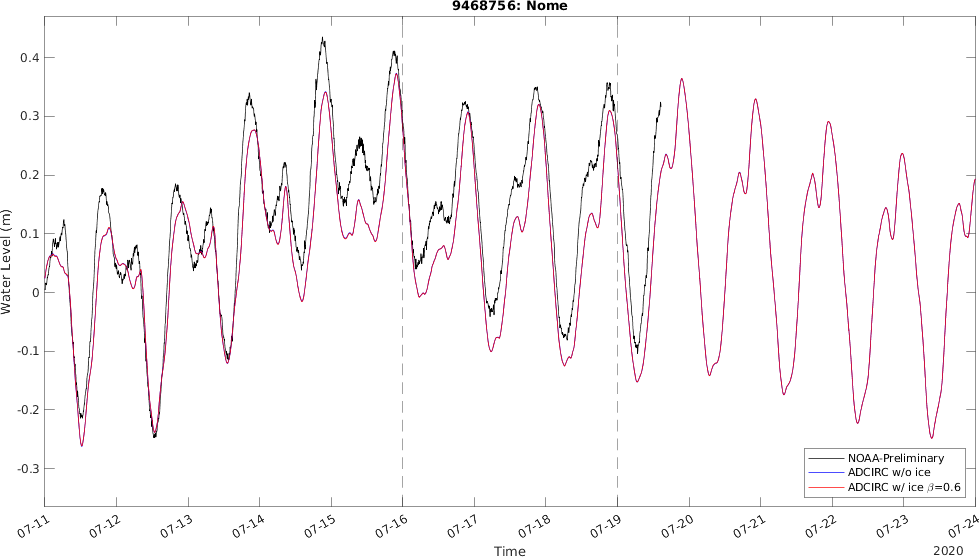 9468756: Nome
Water Level (m)
0.4
0.3
0.2
0.1
0
-0.1
-0.2
-0.3
NOAA-Preliminary
ADCIRC w/o ice
ADCIRC w/ ice β=0.6
07-11 07-12 07-13 07-14 07-15 07-16 07-17 07-18 07-19 07-20 07-21 07-22 07-23 07-24
Time
2020